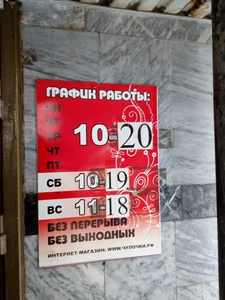 ГРАФИК РАБОТЫ:
ПН
ВТ
СР 10 20
ЧТ
ПТ
СБ 10-19
ВС 11-18
БЕЗ ПЕРЕРЫВА
БЕЗ ВЫХОДНЫХ
ИНТЕРНЕТ-МАГАЗИН: WWW.ЧУЛОЧКИ.РФ